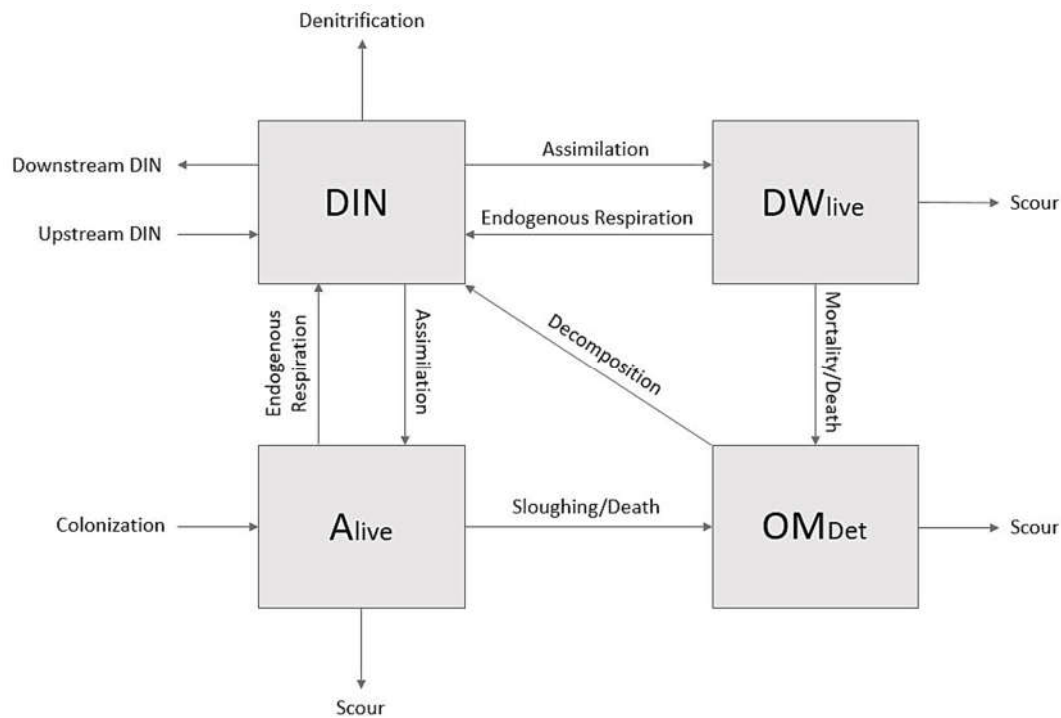 Denitrification
Downstream DIN
Upstream DIN
DIN
Assimilation
Endogenous Respiration
DWlive
Scour
Endogenous
Respiration
Assimilation
Decomposition
Mortality/Death
Colonization
Alive
Sloughing/Death
OMDet
Scour
Scour